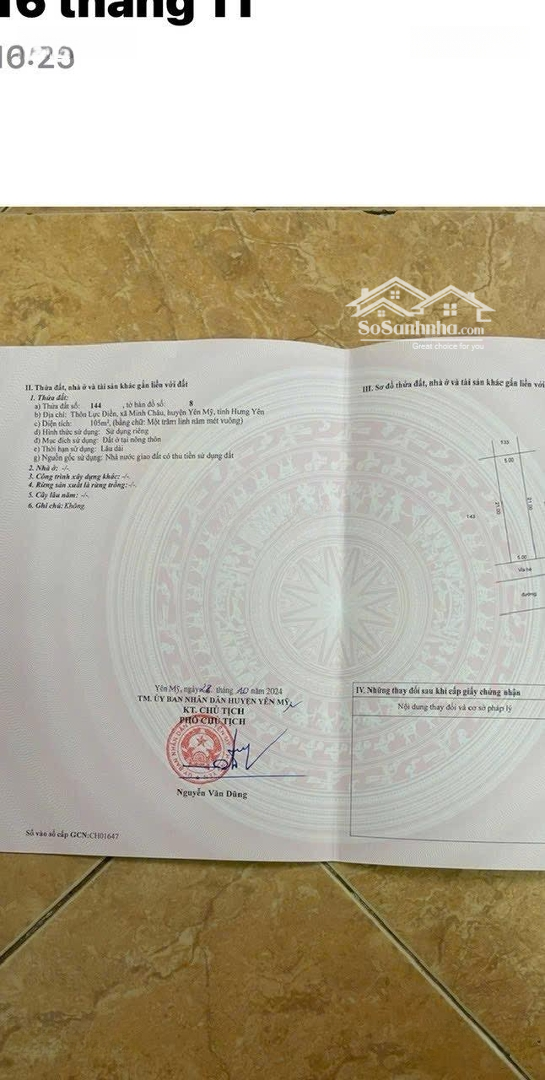 16 tháng 11
16:20
SoSanhnha.com
Great choice for you
II. Thửa đất, nhà ở và tài sản khác gắn liền với đất
1. Thửa đất:
a) Thửa đất số: 144 , tờ bản đồ số: 8
b) Địa chỉ: Thôn Lực Điền, xã Minh Châu, huyện Yên Mỹ, tỉnh Hưng Yên
c) Diện tích: 105m², (bằng chữ: Một trăm linh năm mét vuông)
d) Hình thức sử dụng: Sử dụng riêng
đ) Mục đích sử dụng: Đất ở tại nông thôn
e) Thời hạn sử dụng: Lâu dài
g) Nguồn gốc sử dụng: Nhà nước giao đất có thu tiền sử dụng đất
2. Nhà ở: -/-
3. Công trình xây dựng khác: -/-
4. Rừng sản xuất là rừng trồng: -/-
5. Cây lâu năm: -/-
6. Ghi chú: Không
Yên Mỹ, ngày 28 tháng 10 năm 2024
TM. ỦY BAN NHÂN DÂN HUYỆN YÊN MỸ
KT. CHỦ TỊCH
PHÓ CHỦ TỊCH
Nguyễn Văn Dũng
Số vào sổ cấp GCN:CH01647
III. Sơ đồ thửa đất, nhà ở và tài sản khác gắn liền với
133
5.00
21.00
21.00
143
5.00
Vỉa hè
đường
IV. Những thay đổi sau khi cấp giấy chứng nhận
Nội dung thay đổi và cơ sở pháp lý